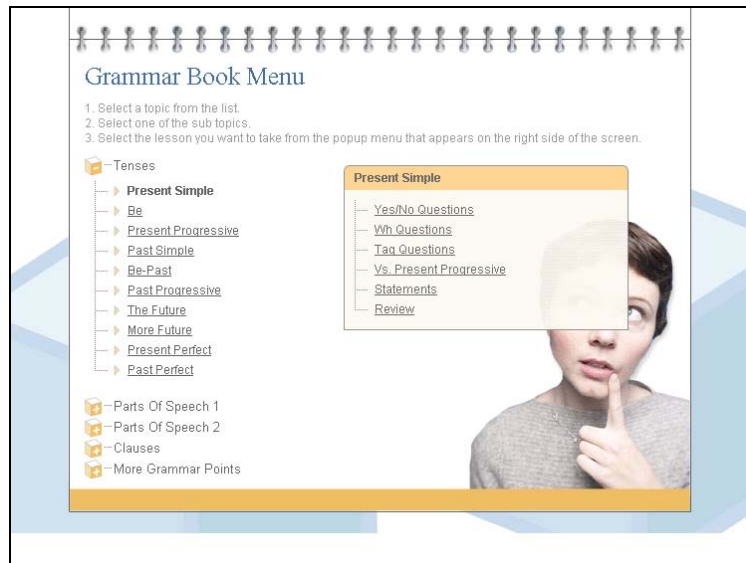 Grammar Book Menu
1. Select a topic from the list.
2. Select one of the sub topics.
3. Select the lesson you want to take from the popup menu that appears on the right side of the screen.
Tenses
Present Simple
Be
Present Progressive
Past Simple
Be-Past
Past Progressive
The Future
More Future
Present Perfect
Past Perfect
Parts Of Speech 1
Parts Of Speech 2
Clauses
More Grammar Points
Present Simple
Yes/No Questions
Wh Questions
Tag Questions
Vs. Present Progressive
Statements
Review